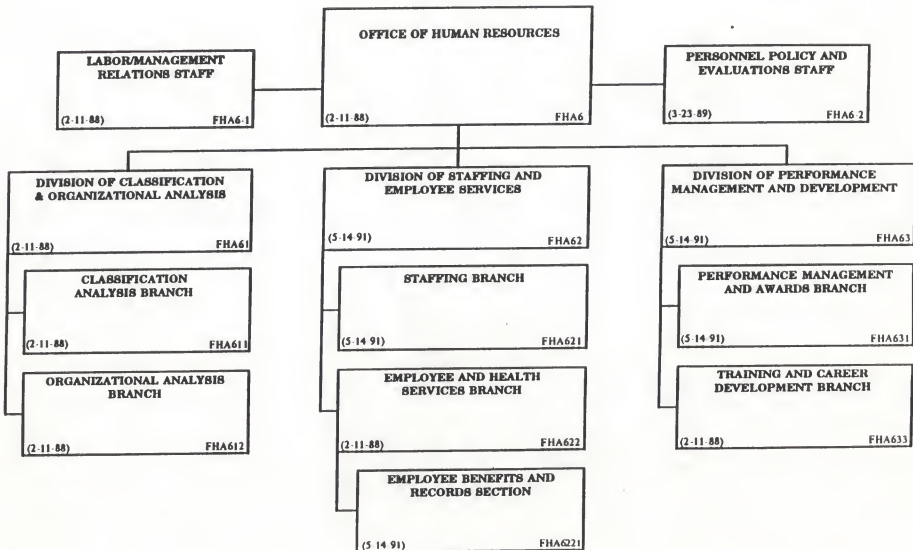 OFFICE OF HUMAN RESOURCES
(2-11-88) FHA6
LABOR/MANAGEMENT
RELATIONS STAFF
(2-11-88) FHA6-1
PERSONNEL POLICY AND
EVALUATIONS STAFF
(3-23-89) FHA6-2
DIVISION OF CLASSIFICATION
& ORGANIZATIONAL ANALYSIS
(2-11-88) FHA61
CLASSIFICATION
ANALYSIS BRANCH
(2-11-88) FHA611
ORGANIZATIONAL ANALYSIS
BRANCH
(2-11-88) FHA612
DIVISION OF STAFFING AND
EMPLOYEE SERVICES
(5-14-91) FHA62
STAFFING BRANCH
(5-14-91) FHA621
EMPLOYEE AND HEALTH
SERVICES BRANCH
(2-11-88) FHA622
EMPLOYEE BENEFITS AND
RECORDS SECTION
(5-14-91) FHA6221
DIVISION OF PERFORMANCE
MANAGEMENT AND DEVELOPMENT
(5-14-91) FHA63
PERFORMANCE MANAGEMENT
AND AWARDS BRANCH
(5-14-91) FHA631
TRAINING AND CAREER
DEVELOPMENT BRANCH
(2-11-88) FHA633